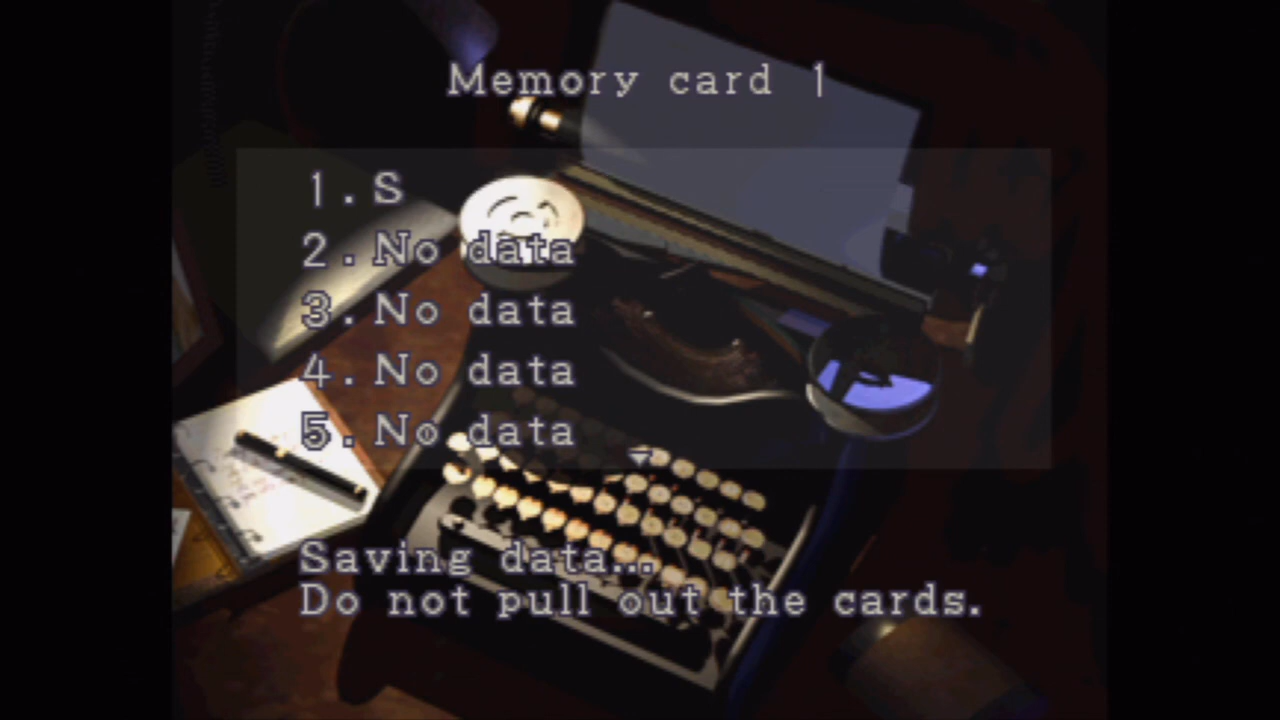 Memory card 1
1. S
2. No data
3. No data
4. No data
5. No data
Saving data...
Do not pull out the cards.